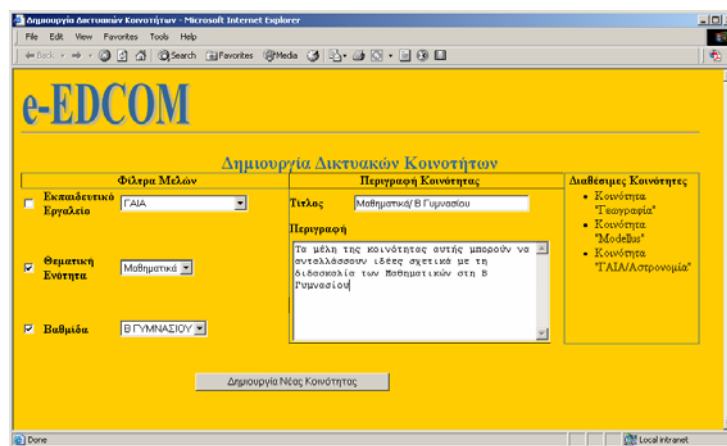 Δημιουργία Δικτυακών Κοινοτήτων - Microsoft Internet Explorer
File Edit View Favorites Tools Help
Back Search Favorites Media
e-EDCOM
Δημιουργία Δικτυακών Κοινοτήτων
Φίλτρα Μελών
Εκπαιδευτικό
Εργαλείο
ΓΑΙΑ
Θεματική
Ενότητα
Μαθηματικά
Βαθμίδα
Β ΓΥΜΝΑΣΙΟΥ
Περιγραφή Κοινότητας
Τίτλος Μαθηματικά/ Β Γυμνασίου
Περιγραφή
Τα μέλη της κοινότητας αυτής μπορούν να
ανταλλάσσουν ιδέες σχετικά με τη
διδασκαλία των Μαθηματικών στη Β
Γυμνασίου
Διαθέσιμες Κοινότητες
Κοινότητα
"Γεωγραφία"
Κοινότητα
"Modellus"
Κοινότητα
"ΓΑΙΑ/Αστρονομία"
Δημιουργία Νέας Κοινότητας
Done
Local intranet